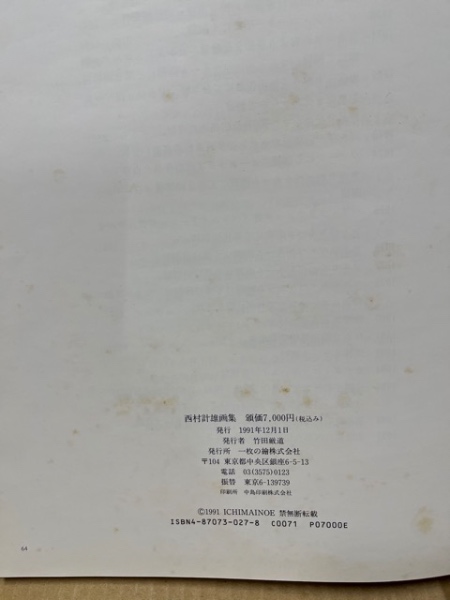 西村計雄画集 頒価7,000円(税込み)
発行 1991年12月1日
発行者 竹田厳道
発行所 一枚の繪株式会社
〒104 東京都中央区銀座6-5-13
電話 03(3575)0123
振替 東京6-139739
印刷所 中島印刷株式会社
©1991 ICHIMAINOE 禁無断転載
ISBN4-87073-027-8 C0071 P07000E
64